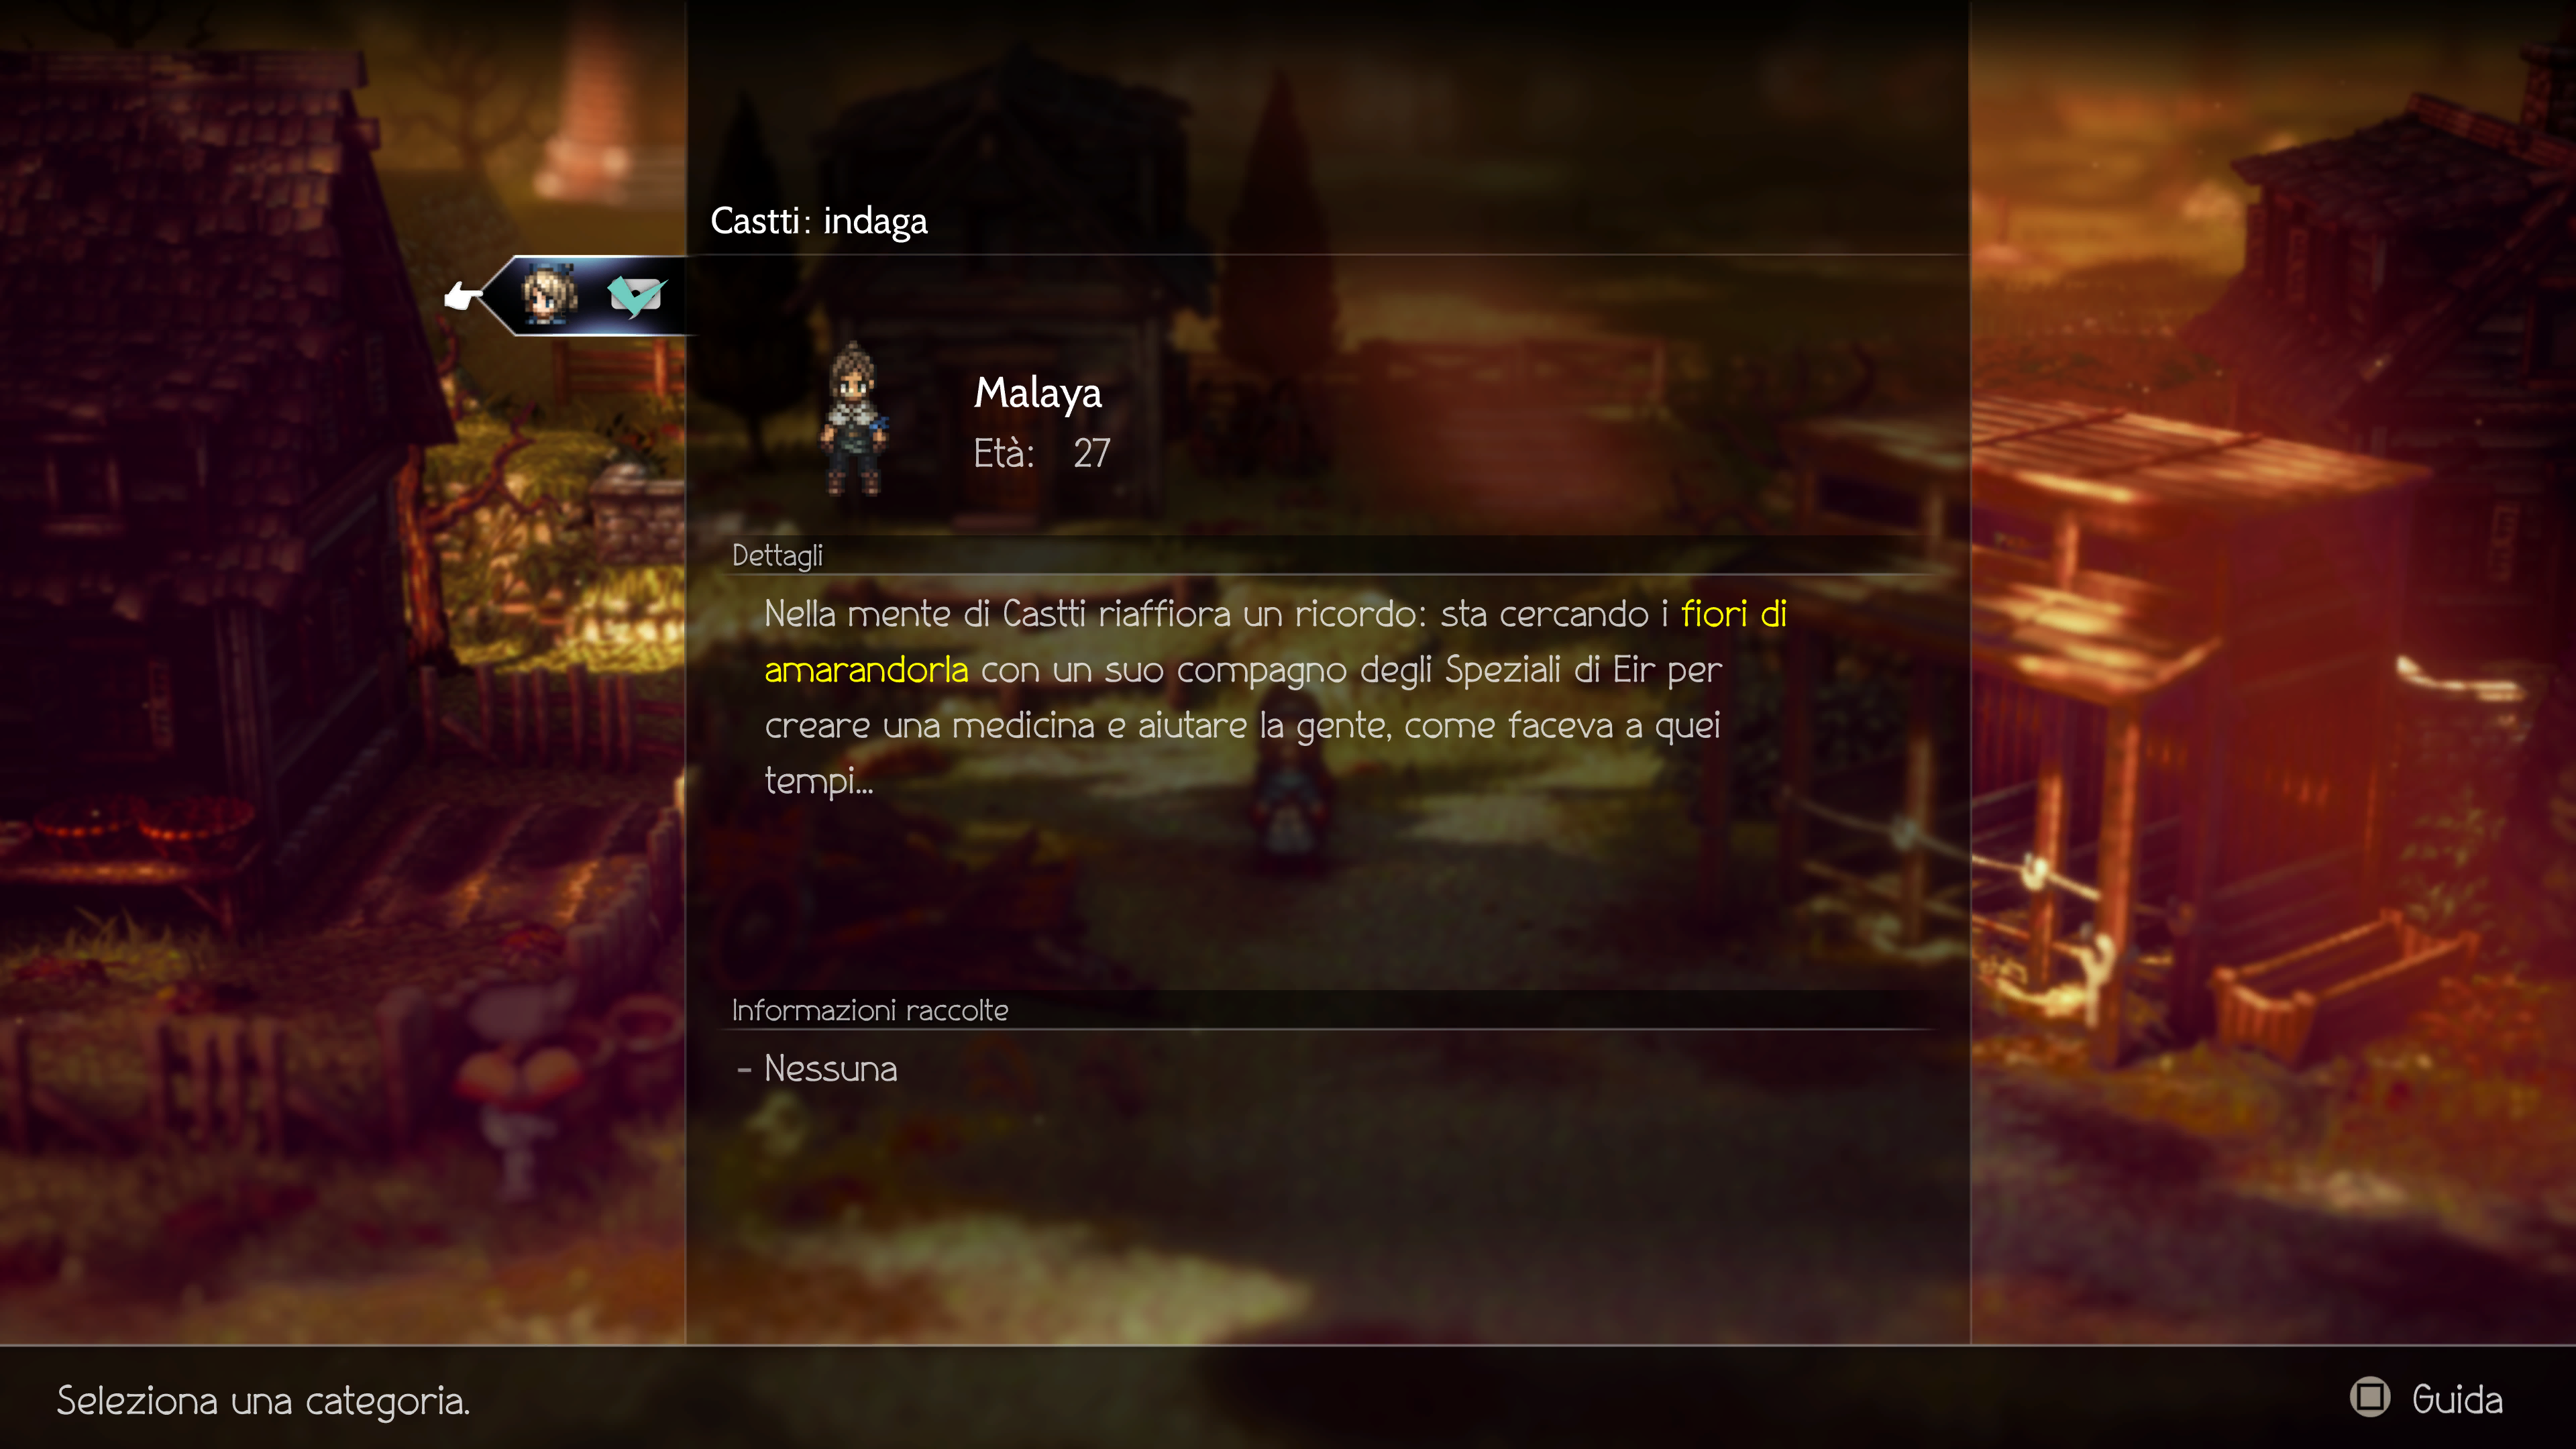 Castti: indaga
Malaya
Età: 27
Dettagli
Nella mente di Castti riaffiora un ricordo: sta cercando i fiori di
amarandorla con un suo compagno degli Speziali di Eir per
creare una medicina e aiutare la gente, come faceva a quei
tempi...
Informazioni raccolte
- Nessuna
Seleziona una categoria.
Guida